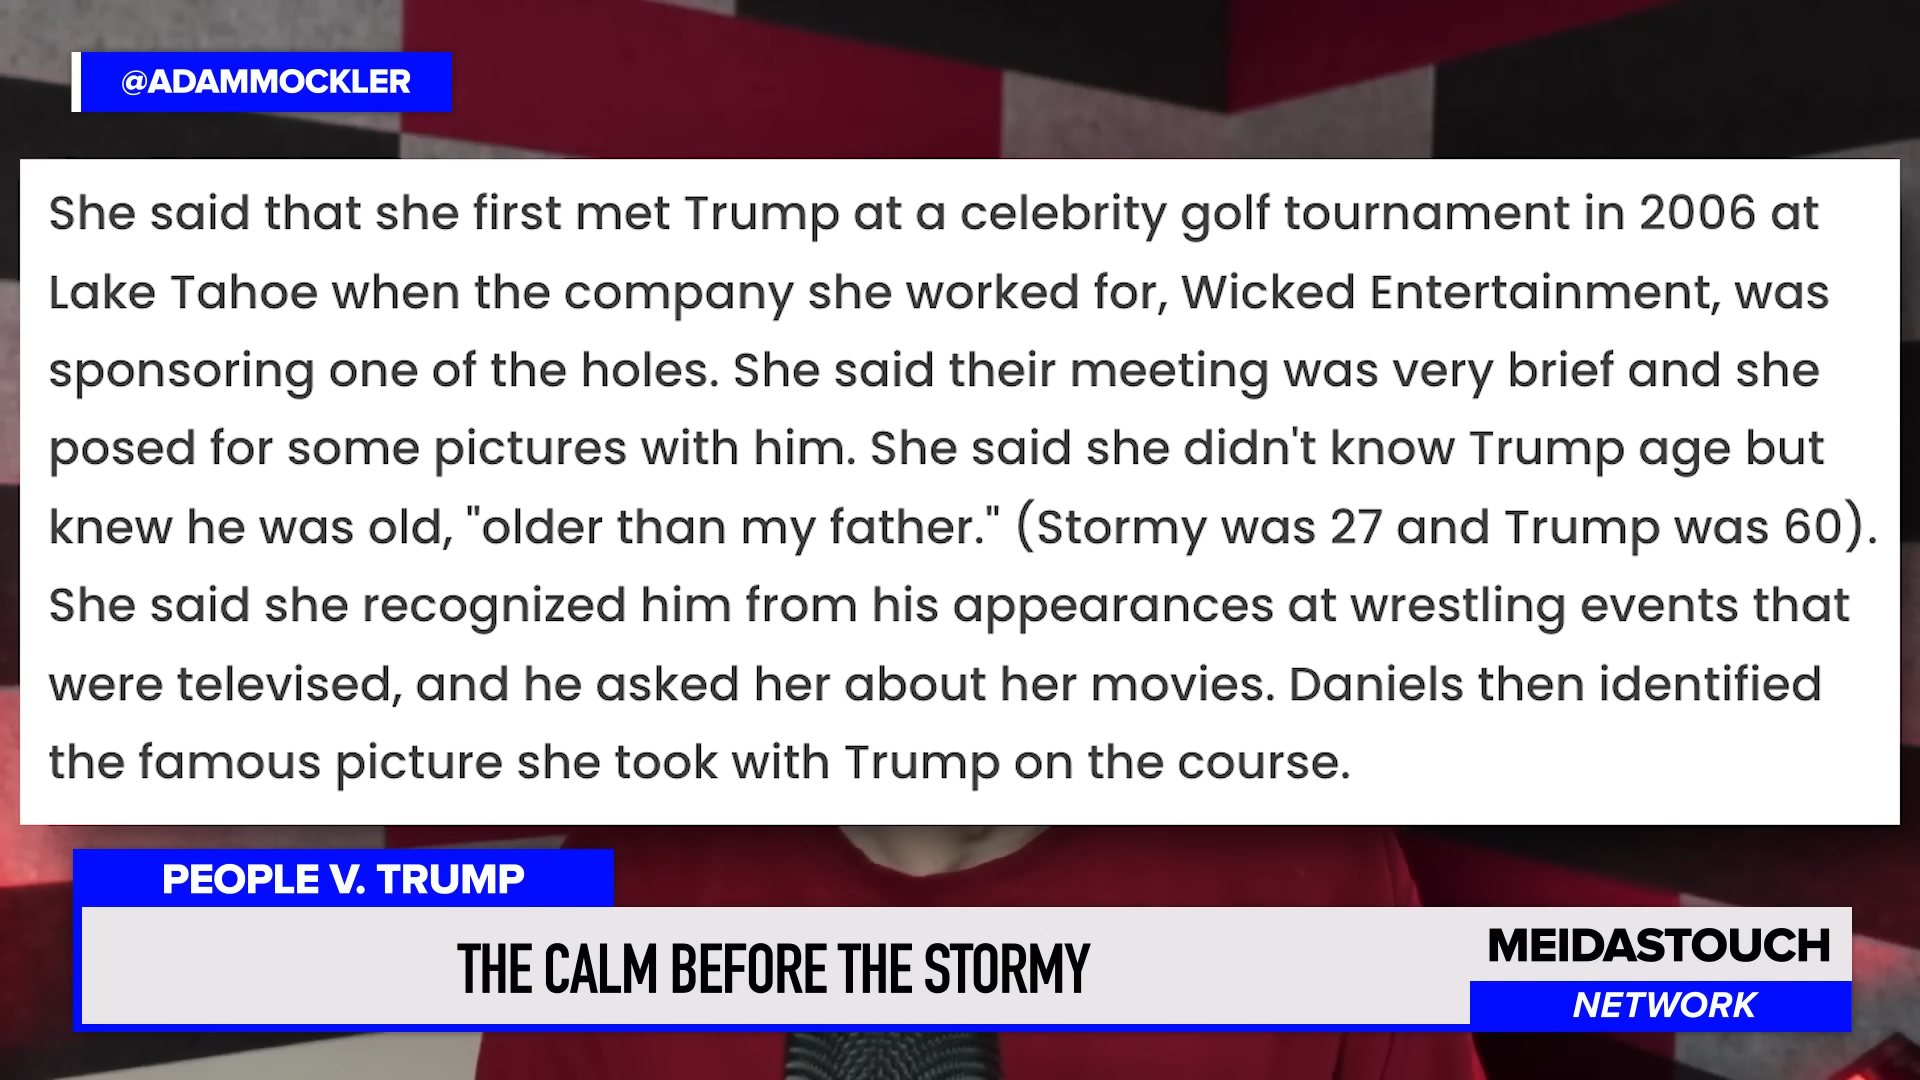 @ADAMMOCKLER
She said that she first met Trump at a celebrity golf tournament in 2006 at
Lake Tahoe when the company she worked for, Wicked Entertainment, was
sponsoring one of the holes. She said their meeting was very brief and she
posed for some pictures with him. She said she didn't know Trump age but
knew he was old, "older than my father." (Stormy was 27 and Trump was 60).
She said she recognized him from his appearances at wrestling events that
were televised, and he asked her about her movies. Daniels then identified
the famous picture she took with Trump on the course.
PEOPLE V. TRUMP
THE CALM BEFORE THE STORMY
MEIDASTOUCH
NETWORK